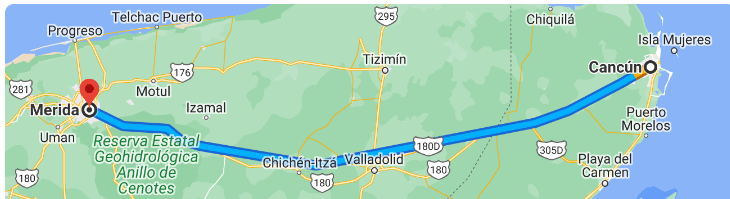 295
Telchac Puerto
Chiquilá
Progreso
Isla Mujeres
Tizimín
Cancún
176
281
Motul
Merida
Izamal
Puerto
Morelos
Uman
Reserva Estatal
Geohidrológica
Anillo de
Cenotes
180D
305D
Chichén-Itzá
Valladolid
Playa del
Carmen
180
180
180